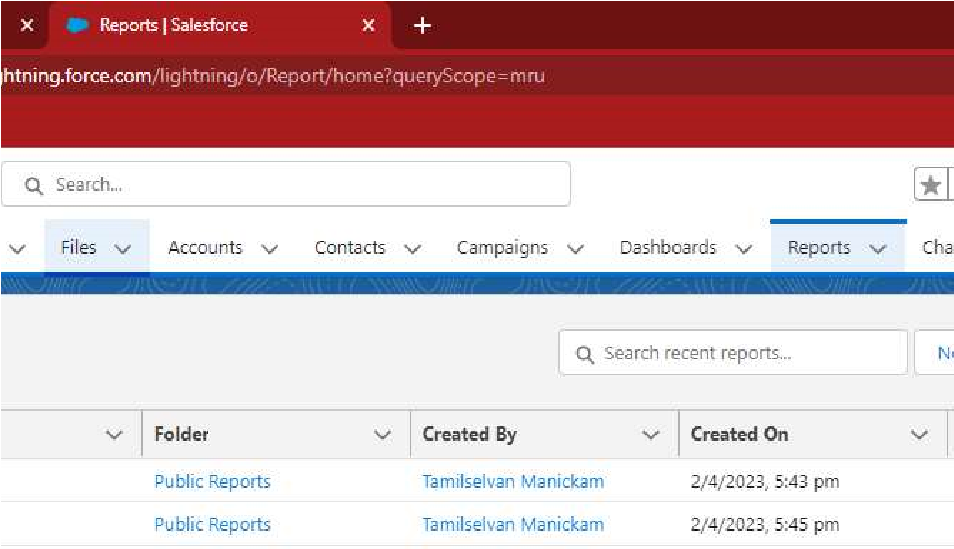 Reports | Salesforce
htning.force.com/lightning/o/Report/home?queryScope=mru
Search...
Files Accounts Contacts Campaigns Dashboards Reports Cha
Search recent reports...
Folder Created By Created On
Public Reports Tamilselvan Manickam 2/4/2023, 5:43 pm
Public Reports Tamilselvan Manickam 2/4/2023, 5:45 pm